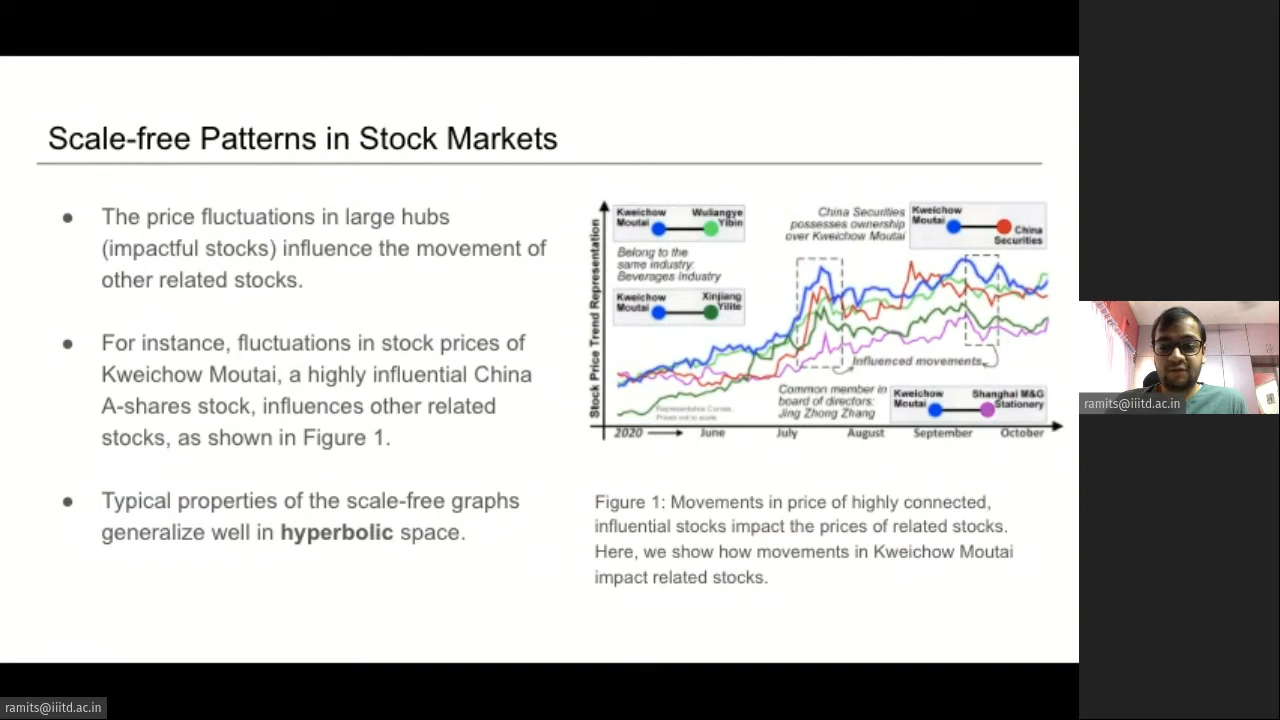 Scale-free Patterns in Stock Markets
● The price fluctuations in large hubs
(impactful stocks) influence the movement of
other related stocks.
● For instance, fluctuations in stock prices of
Kweichow Moutai, a highly influential China
A-shares stock, influences other related
stocks, as shown in Figure 1.
● Typical properties of the scale-free graphs
generalize well in hyperbolic space.
Stock Price Trend Representation
Kweichow
Moutai
Wuliangye
Yibin
Belong to the
same industry:
Beverages Industry
Kweichow
Moutai
Xinjiang
Yilite
China Securities
possesses ownership
over Kweichow Moutai
Kweichow
Moutai
China
Securities
Influenced movements
Common member in
board of directors:
Jing Zhong Zhang
Kweichow
Moutai
Shanghai M&G
Stationery
Representative Curves.
Prices not to scale.
2020 June July August September October
Figure 1: Movements in price of highly connected,
influential stocks impact the prices of related stocks.
Here, we show how movements in Kweichow Moutai
impact related stocks.
ramits@iiitd.ac.in
ramits@iiitd.ac.in